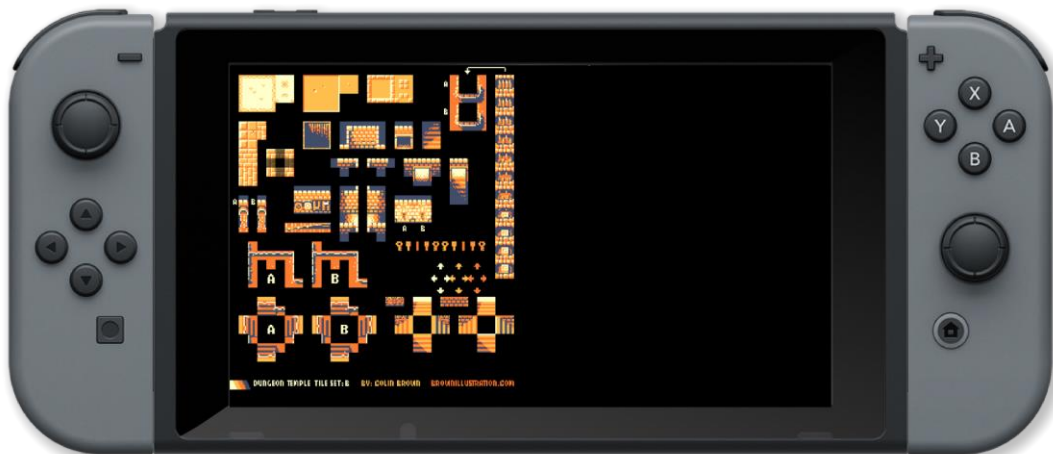 A
B
A B
A B
A B
A B
DUNGEON TEMPLE TILE SET: B BY: COLIN BROWN BROWNILLUSTRATION.COM
X
Y A
B